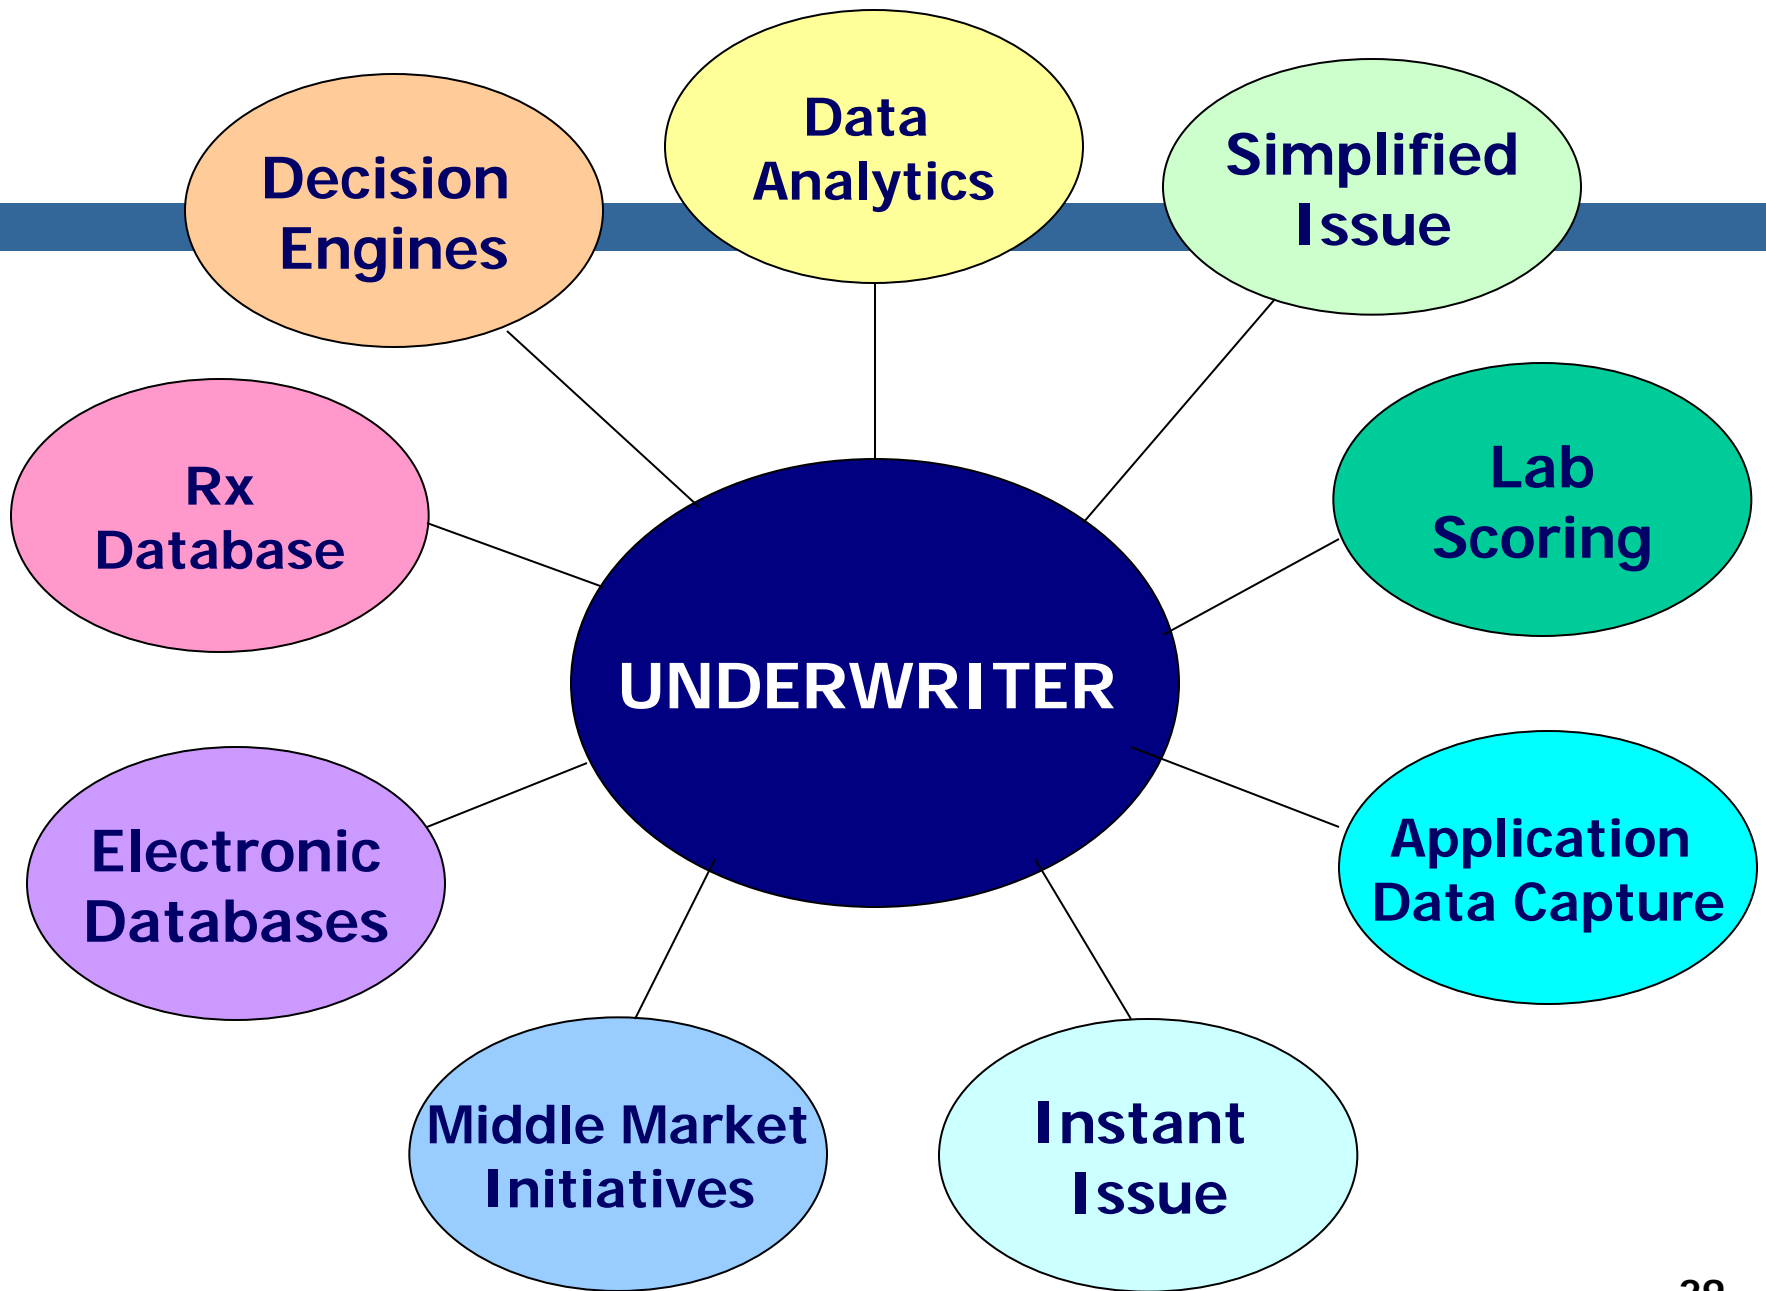 Decision
Engines
Data
Analytics
Simplified
Issue
Rx
Database
Lab
Scoring
UNDERWRITER
Electronic
Databases
Application
Data Capture
Middle Market
Initiatives
Instant
Issue